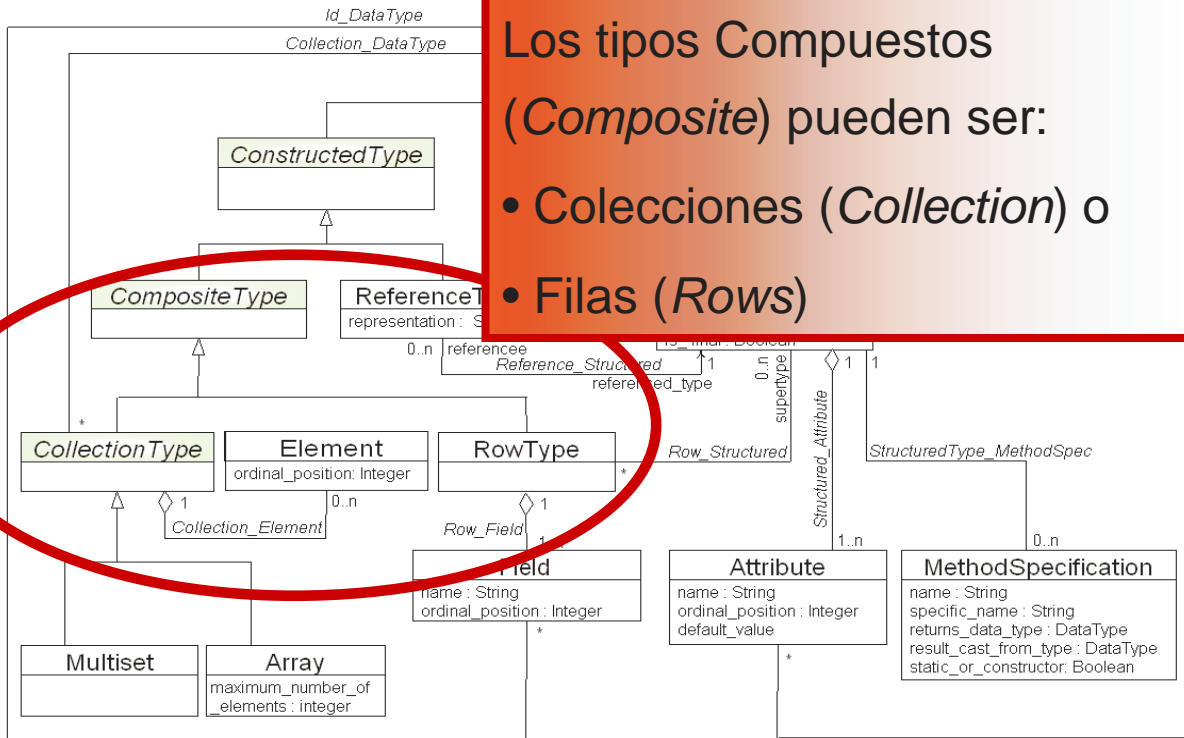 Id_DataType
Collection_DataType
Los tipos Compuestos
(Composite) pueden ser:
• Colecciones (Collection) o
• Filas (Rows)
ConstructedType
CompositeType
representation :
0..n referencee
Reference_Structured
1
referenced_type
0..n
supertype
1
1
*
CollectionType
Element
ordinal_position: Integer
RowType
*
Row_Structured
Structured_Attribute
StructuredType_MethodSpec
1
Collection_Element
0..n
Row_Field
1
1..n
0..n
Field
name : String
ordinal_position : Integer
*
Attribute
name : String
ordinal_position : Integer
default_value
*
MethodSpecification
name : String
specific_name : String
returns_data_type : DataType
result_cast_from_type : DataType
static_or_constructor: Boolean
Multiset
Array
maximum_number_of
_elements : integer